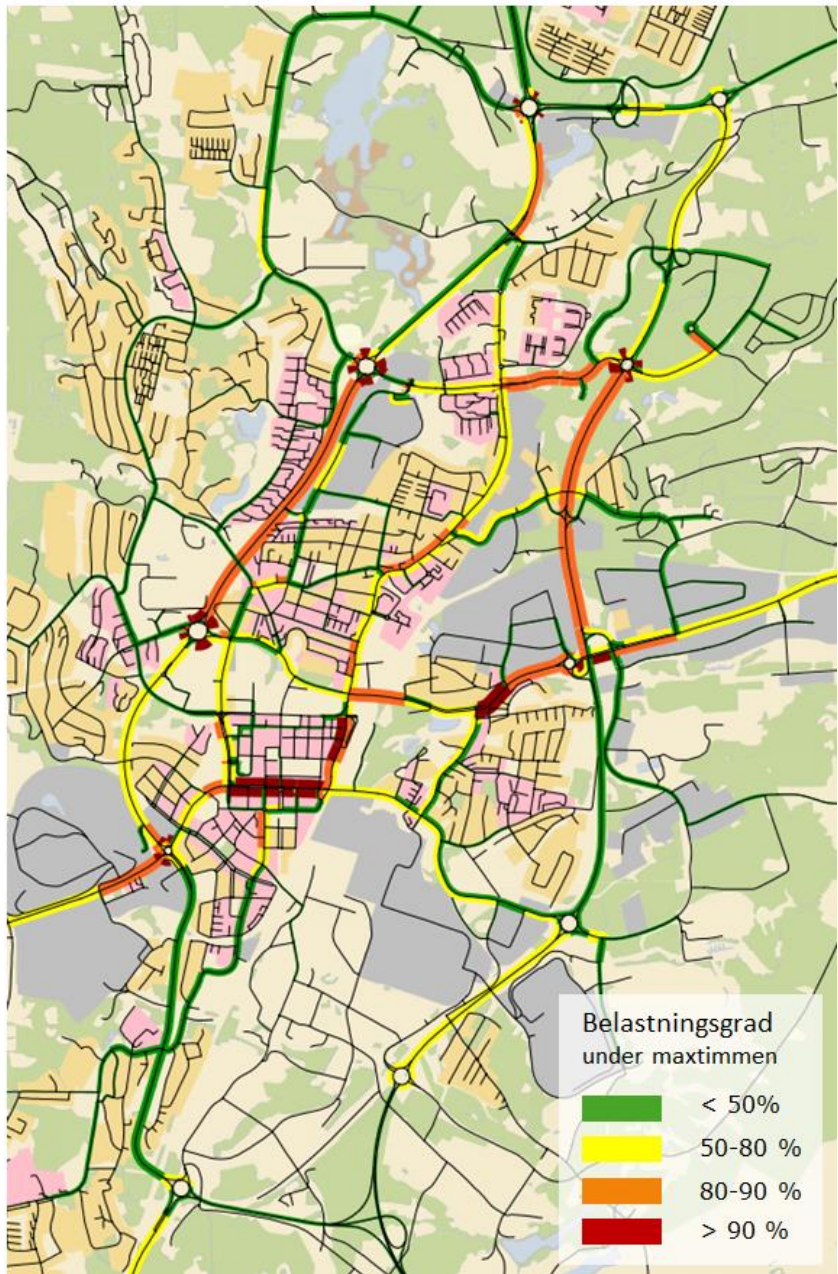 Belastningsgrad
under maxtimmen
< 50%
50-80 %
80-90 %
> 90 %